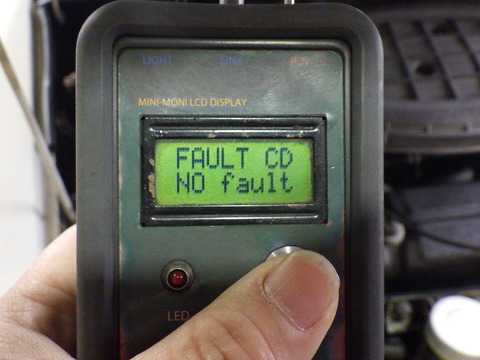 LIGHT LINK POWER
MINI-MONI LCD DISPLAY
FAULT CD
NO fault
LED